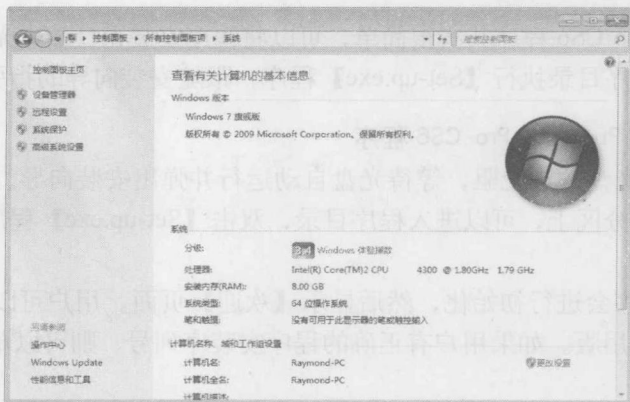 控制面板 ▸ 所有控制面板项 ▸ 系统
搜索控制面板
控制面板主页
设备管理器
远程设置
系统保护
高级系统设置
另请参阅
操作中心
Windows Update
性能信息和工具
查看有关计算机的基本信息
Windows 版本
Windows 7 旗舰版
版权所有 © 2009 Microsoft Corporation。保留所有权利。
系统
分级: Windows 体验指数
处理器: Intel(R) Core(TM)2 CPU 4300 @ 1.80GHz 1.79 GHz
安装内存(RAM): 8.00 GB
系统类型: 64 位操作系统
笔和触摸: 没有可用于此显示器的笔或触控输入
计算机名称、域和工作组设置
计算机名: Raymond-PC
更改设置
计算机全名: Raymond-PC
计算机描述: